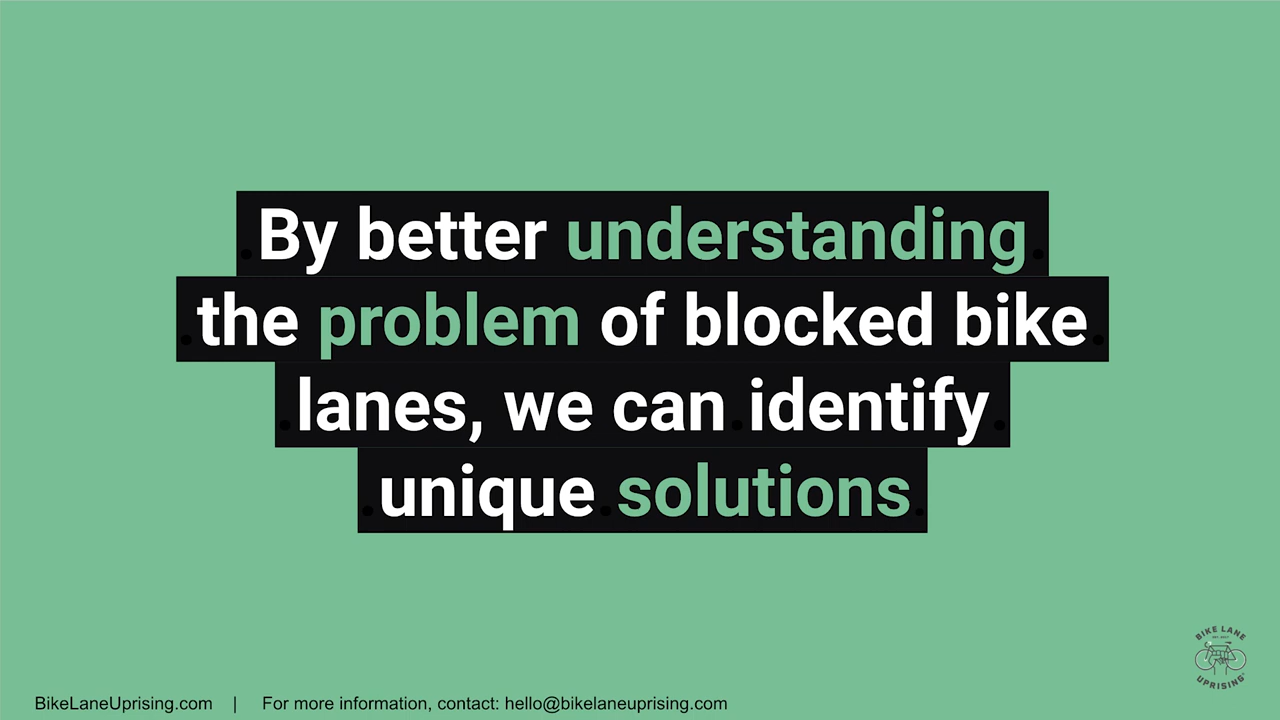 By better understanding
the problem of blocked bike
lanes, we can identify
unique solutions
BIKE LANE
UPRISING
BikeLaneUprising.com | For more information, contact: hello@bikelaneuprising.com